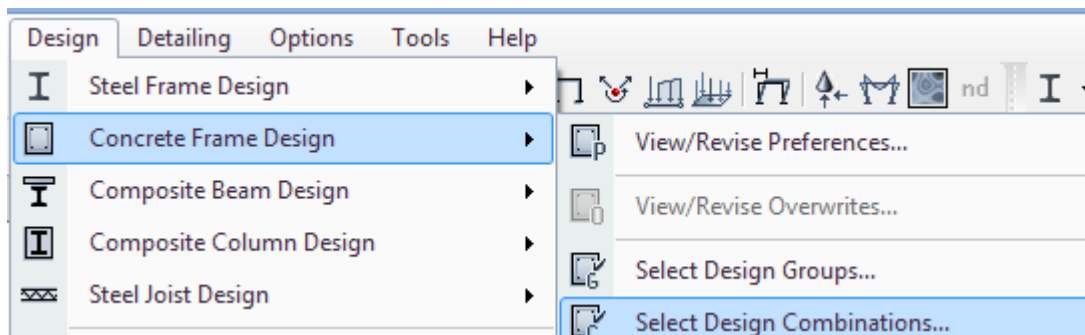 Design Detailing Options Tools Help
Steel Frame Design
nd
Concrete Frame Design
View/Revise Preferences...
Composite Beam Design
View/Revise Overwrites...
Composite Column Design
Select Design Groups...
Steel Joist Design
Select Design Combinations...